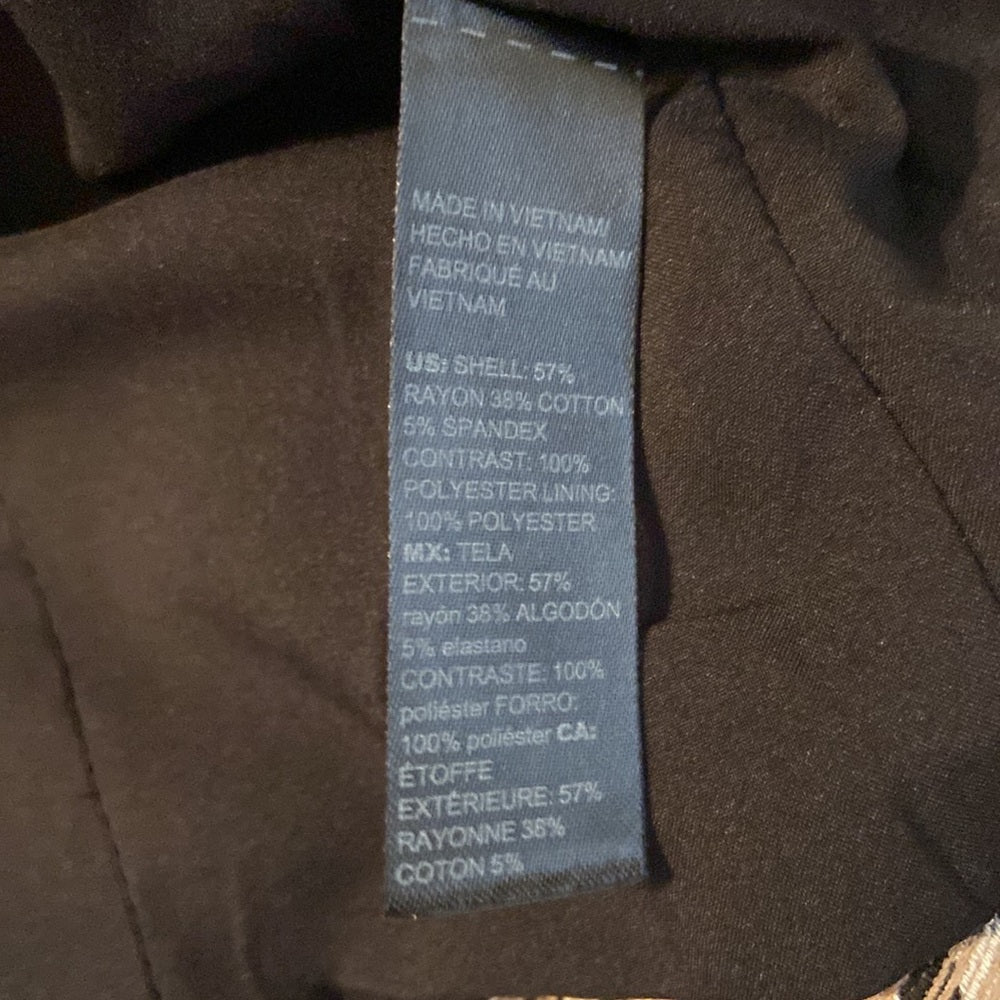 MADE IN VIETNAM
HECHO EN VIETNAM
FABRIQUÉ AU
VIETNAM
US: SHELL: 57%
RAYON 38% COTTON
5% SPANDEX
CONTRAST: 100%
POLYESTER LINING:
100% POLYESTER
MX: TELA
EXTERIOR: 57%
rayón 38% ALGODÓN
5% elastano
CONTRASTE: 100%
poliéster FORRO:
100% poliéster CA:
ÉTOFFE
EXTÉRIEURE: 57%
RAYONNE 38%
COTON 5%